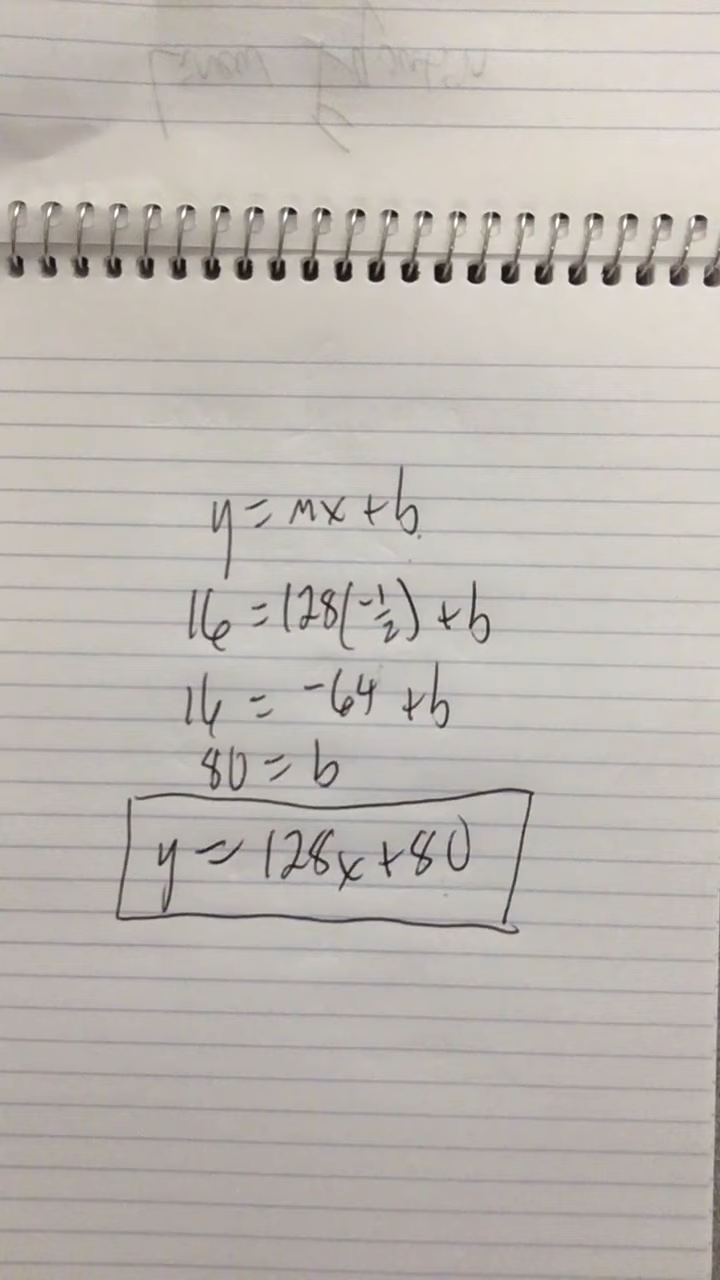 y = mx + b
16 = 128(-1/2) + b
16 = -64 + b
80 = b
y = 128x + 80